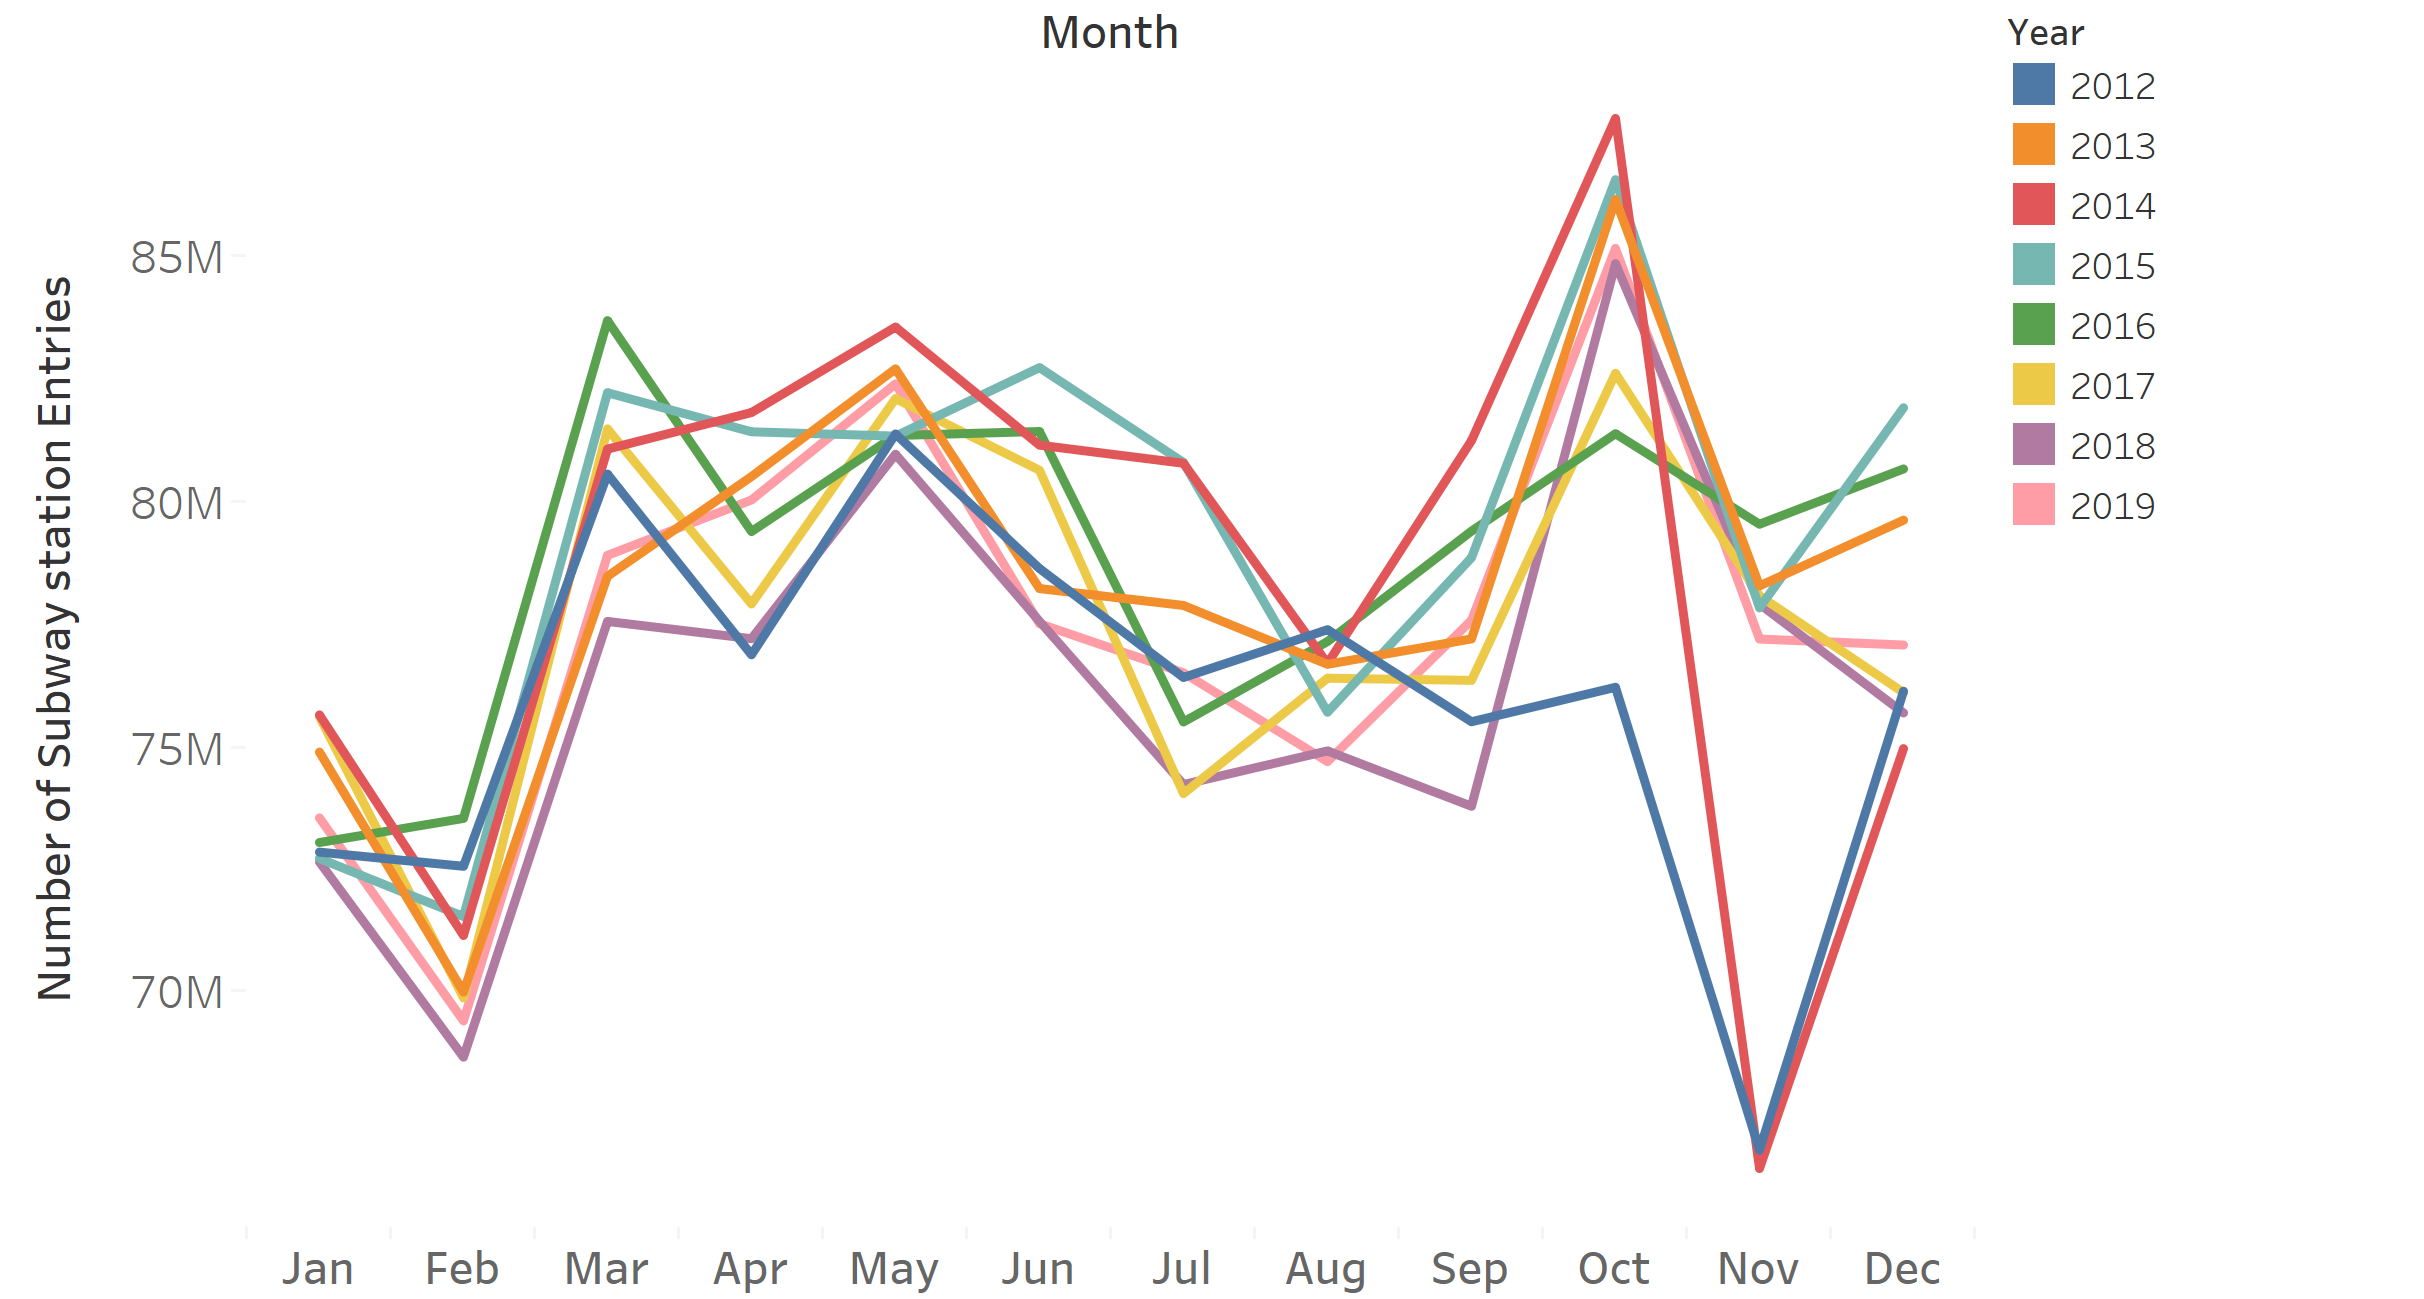 Month
Number of Subway station Entries
85M
80M
75M
70M
Jan Feb Mar Apr May Jun Jul Aug Sep Oct Nov Dec
Year
2012
2013
2014
2015
2016
2017
2018
2019